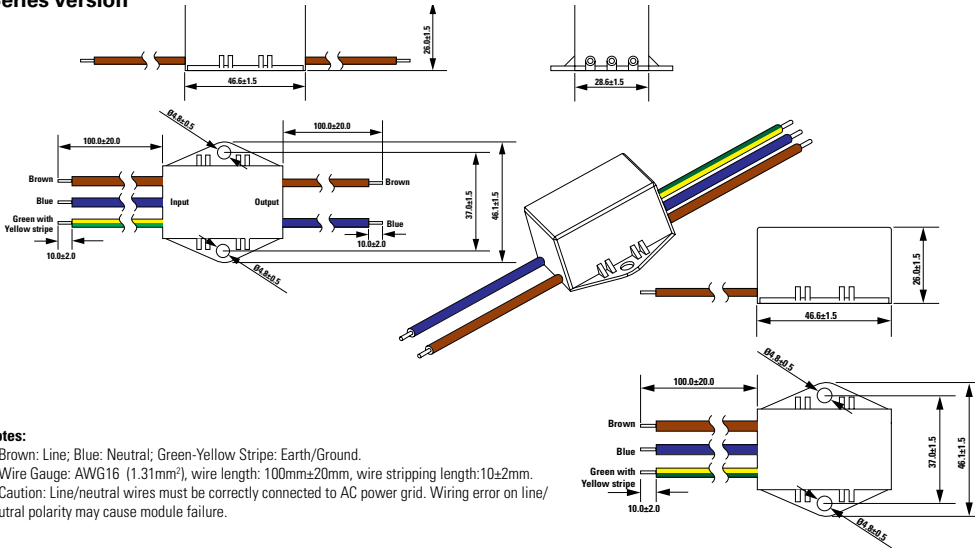 eries version
26.0±1.5
46.6±1.5
28.6±1.5
Ø4.8±0.5
100.0±20.0
100.0±20.0
Brown
Brown
Blue
Input
Output
Green with
Yellow stripe
Blue
10.0±2.0
10.0±2.0
37.0±1.5
46.1±1.5
Ø4.8±0.5
26.0±1.5
46.6±1.5
Ø4.8±0.5
100.0±20.0
Brown
Blue
Green with
Yellow stripe
10.0±2.0
37.0±1.5
46.1±1.5
Ø4.8±0.5
otes:
Brown: Line; Blue: Neutral; Green-Yellow Stripe: Earth/Ground.
Wire Gauge: AWG16 (1.31mm²), wire length: 100mm±20mm, wire stripping length:10±2mm.
Caution: Line/neutral wires must be correctly connected to AC power grid. Wiring error on line/
utral polarity may cause module failure.